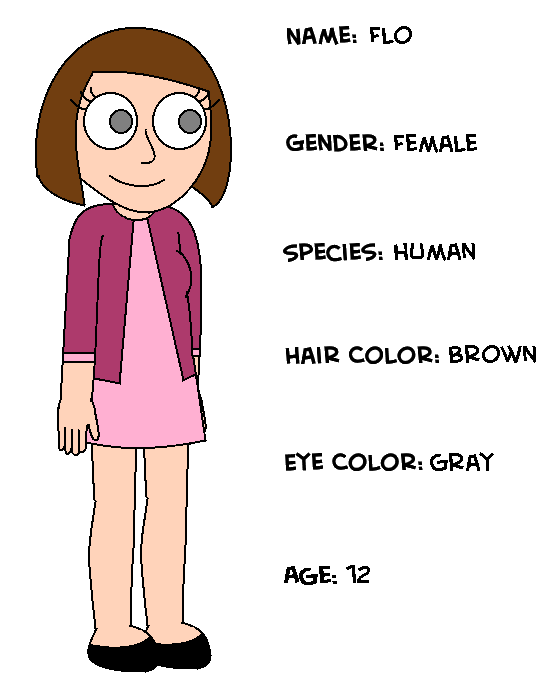 NAME: FLO
GENDER: FEMALE
SPECIES: HUMAN
HAIR COLOR: BROWN
EYE COLOR: GRAY
AGE: 12